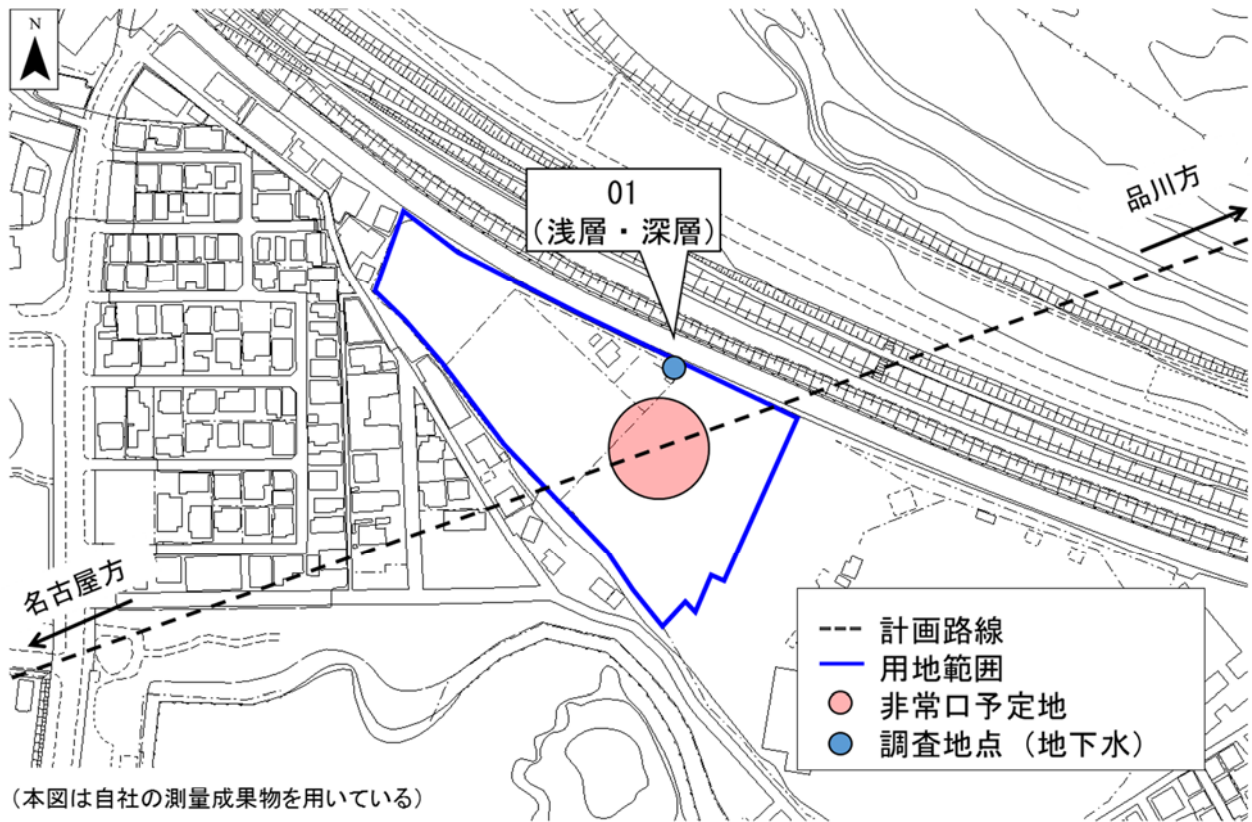 N
01
(浅層・深層)
品川方
名古屋方
計画路線
用地範囲
非常口予定地
調査地点（地下水）
(本図は自社の測量成果物を用いている)